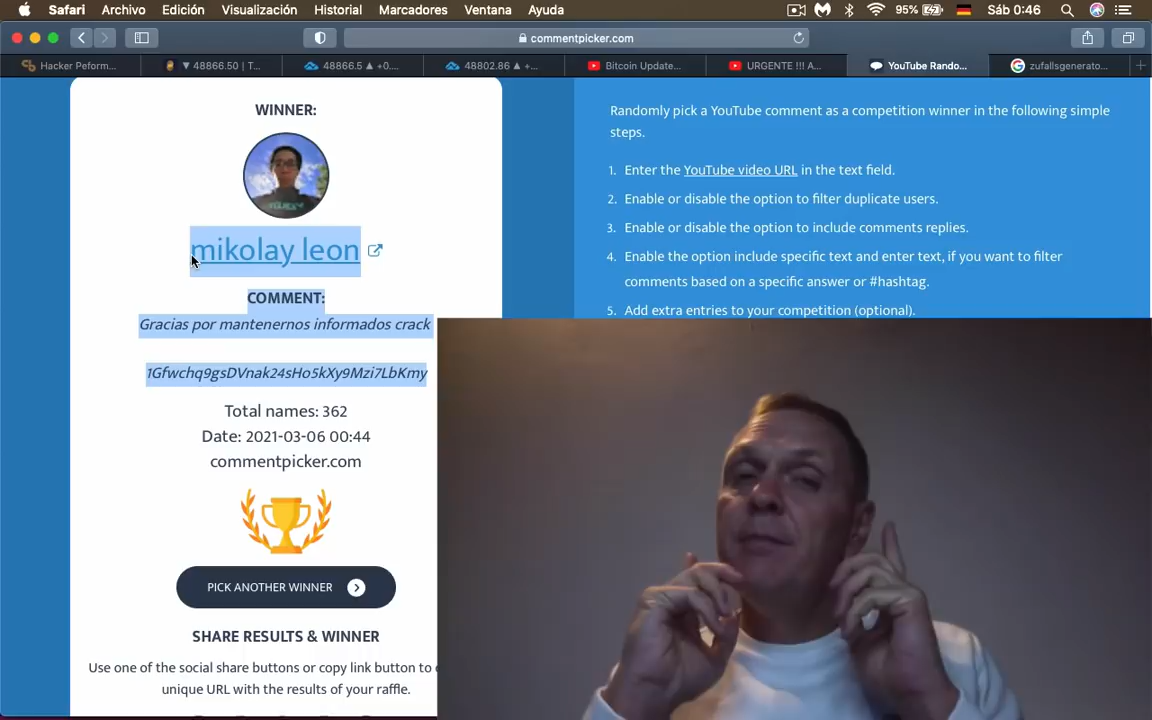 Safari Archivo Edición Visualización Historial Marcadores Ventana Ayuda 95% Sáb 0:46
commentpicker.com
Hacker Peform... ▼ 48866.50 | T... 48866.5 ▲ +0.... 48802.86 ▲ +... Bitcoin Update... URGENTE !!! A... YouTube Rando... zufallsgenerato...
WINNER:
mikolay leon
COMMENT:
Gracias por mantenernos informados crack
1Gfwchq9gsDVnak24sHo5kXy9Mzi7LbKmy
Total names: 362
Date: 2021-03-06 00:44
commentpicker.com
PICK ANOTHER WINNER
SHARE RESULTS & WINNER
Use one of the social share buttons or copy link button to
unique URL with the results of your raffle.
Randomly pick a YouTube comment as a competition winner in the following simple
steps.
1. Enter the YouTube video URL in the text field.
2. Enable or disable the option to filter duplicate users.
3. Enable or disable the option to include comments replies.
4. Enable the option include specific text and enter text, if you want to filter
comments based on a specific answer or #hashtag.
5. Add extra entries to your competition (optional).